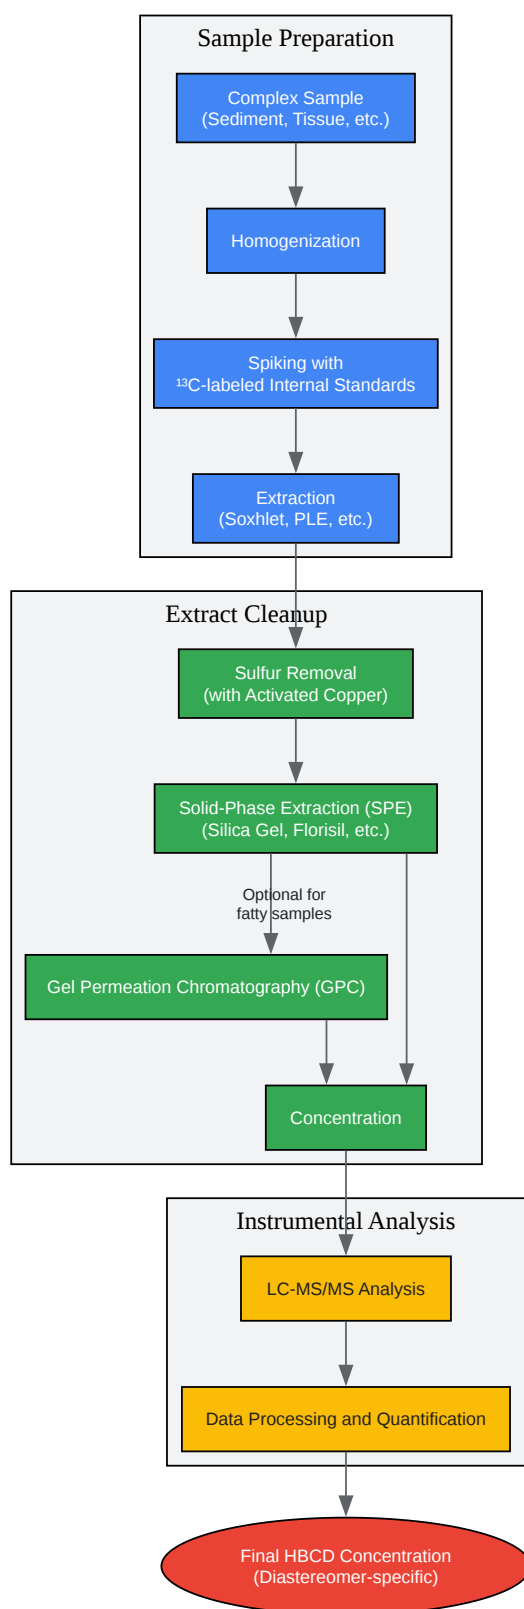 Sample Preparation
Complex Sample
(Sediment, Tissue, etc.)
Homogenization
Spiking with
¹³C-labeled Internal Standards
Extraction
(Soxhlet, PLE, etc.)
Extract Cleanup
Sulfur Removal
(with Activated Copper)
Solid-Phase Extraction (SPE)
(Silica Gel, Florisil, etc.)
Optional for
fatty samples
Gel Permeation Chromatography (GPC)
Concentration
Instrumental Analysis
LC-MS/MS Analysis
Data Processing and Quantification
Final HBCD Concentration
(Diastereomer-specific)